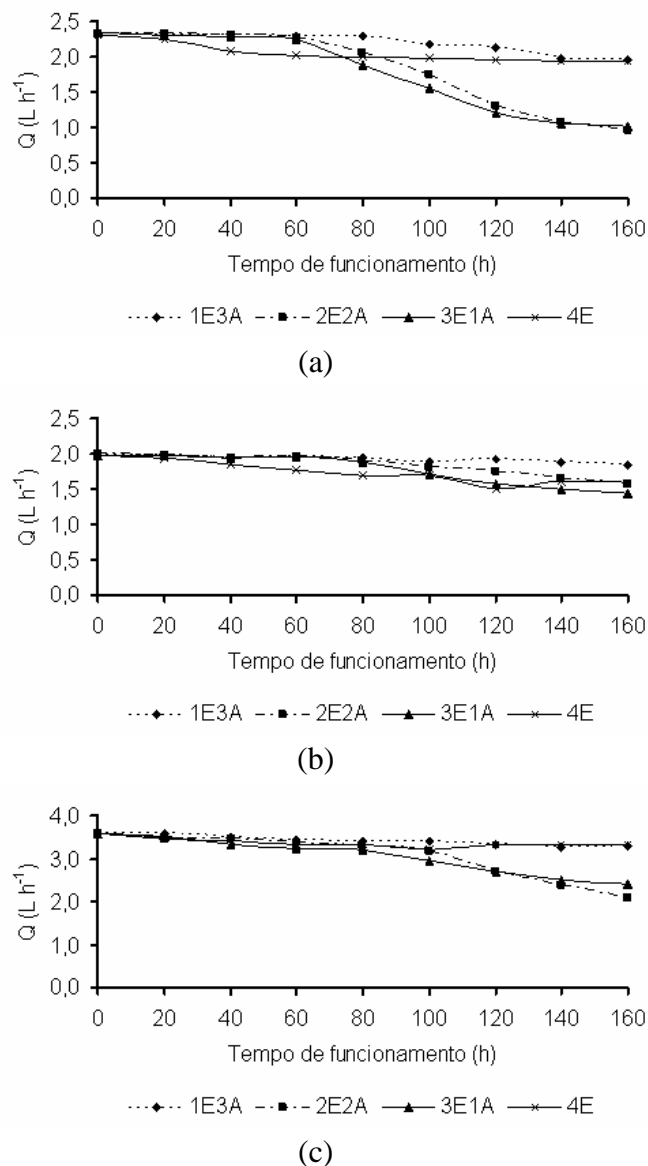 2,5
2,0
1,5
1,0
0,5
0,0
Q (L h⁻¹)
0 20 40 60 80 100 120 140 160
Tempo de funcionamento (h)
1E3A 2E2A 3E1A 4E
(a)
2,5
2,0
1,5
1,0
0,5
0,0
Q (L h⁻¹)
0 20 40 60 80 100 120 140 160
Tempo de funcionamento (h)
1E3A 2E2A 3E1A 4E
(b)
4,0
3,0
2,0
1,0
0,0
Q (L h⁻¹)
0 20 40 60 80 100 120 140 160
Tempo de funcionamento (h)
1E3A 2E2A 3E1A 4E
(c)